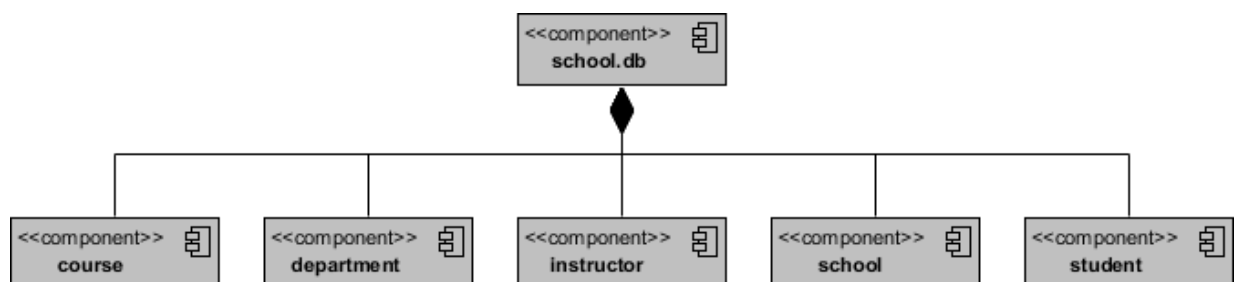 <<component>>
school.db
<<component>>
course
<<component>>
department
<<component>>
instructor
<<component>>
school
<<component>>
student